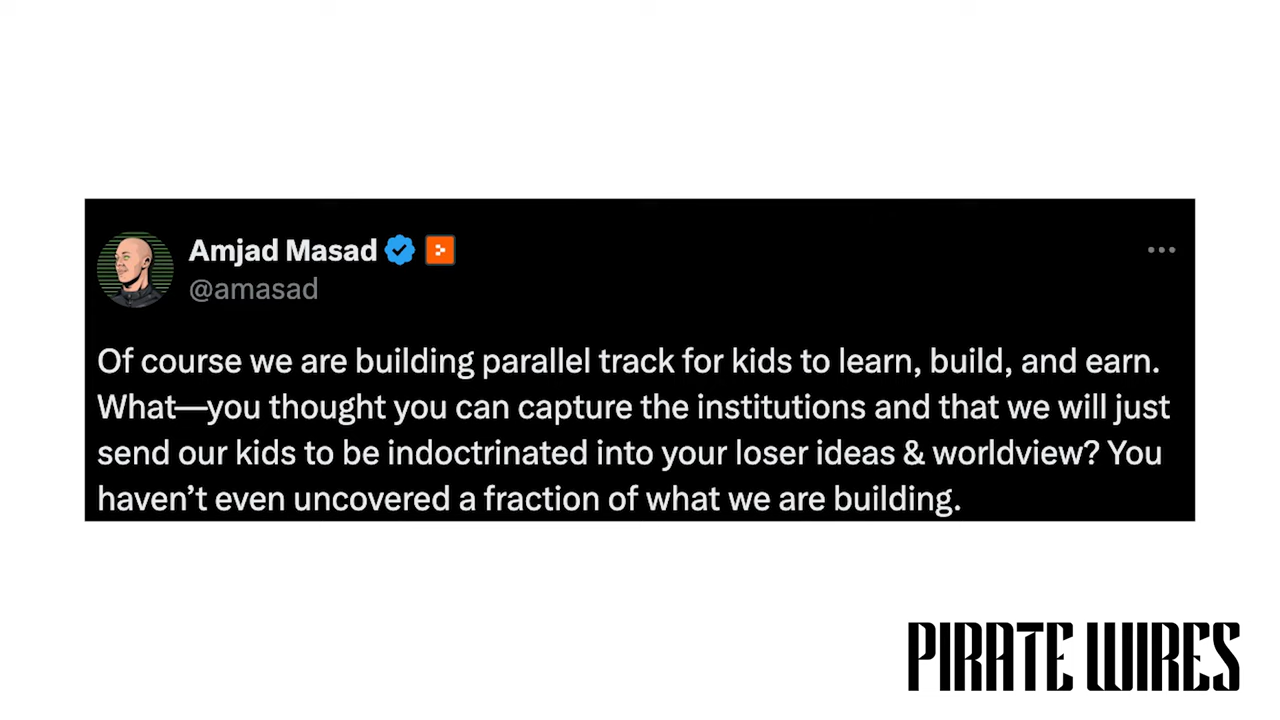 Amjad Masad
@amasad
Of course we are building parallel track for kids to learn, build, and earn.
What—you thought you can capture the institutions and that we will just
send our kids to be indoctrinated into your loser ideas & worldview? You
haven’t even uncovered a fraction of what we are building.
PIRATE WIRES